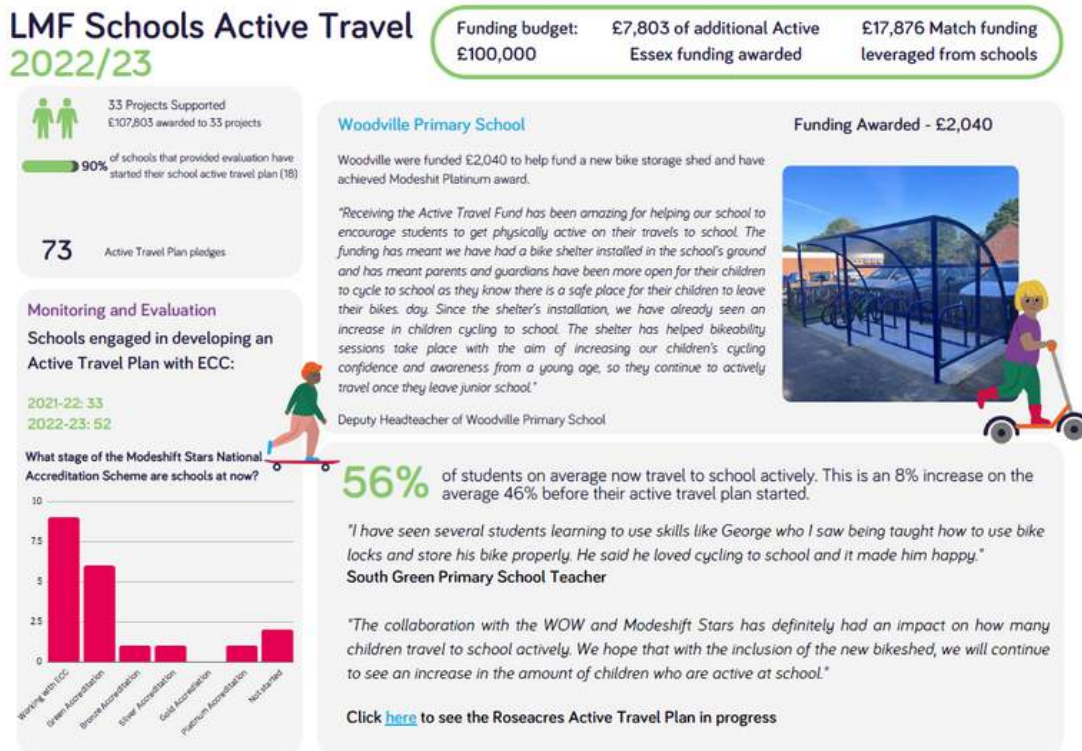 LMF Schools Active Travel
2022/23
Funding budget:
£100,000
£7,803 of additional Active
Essex funding awarded
£17,876 Match funding
leveraged from schools
33 Projects Supported
£107,803 awarded to 33 projects
90%
of schools that provided evaluation have
started their school active travel plan (18)
73
Active Travel Plan pledges
Monitoring and Evaluation
Schools engaged in developing an
Active Travel Plan with ECC:
2021-22: 33
2022-23: 52
What stage of the Modeshift Stars National
Accreditation Scheme are schools at now?
10
7.5
5
2.5
0
Working with ECC
Green Accreditation
Bronze Accreditation
Silver Accreditation
Gold Accrediation
Platinum Accreditation
Not started
Woodville Primary School
Funding Awarded - £2,040
Woodville were funded £2,040 to help fund a new bike storage shed and have
achieved Modeshit Platinum award.
"Receiving the Active Travel Fund has been amazing for helping our school to
encourage students to get physically active on their travels to school. The
funding has meant we have had a bike shelter installed in the school's ground
and has meant parents and guardians have been more open for their children
to cycle to school as they know there is a safe place for their children to leave
their bikes. day. Since the shelter's installation, we have already seen an
increase in children cycling to school. The shelter has helped bikeability
sessions take place with the aim of increasing our children's cycling
confidence and awareness from a young age, so they continue to actively
travel once they leave junior school."
Deputy Headteacher of Woodville Primary School
56%
of students on average now travel to school actively. This is an 8% increase on the
average 46% before their active travel plan started.
"I have seen several students learning to use skills like George who I saw being taught how to use bike
locks and store his bike properly. He said he loved cycling to school and it made him happy."
South Green Primary School Teacher
"The collaboration with the WOW and Modeshift Stars has definitely had an impact on how many
children travel to school actively. We hope that with the inclusion of the new bikeshed, we will continue
to see an increase in the amount of children who are active at school."
Click here to see the Roseacres Active Travel Plan in progress